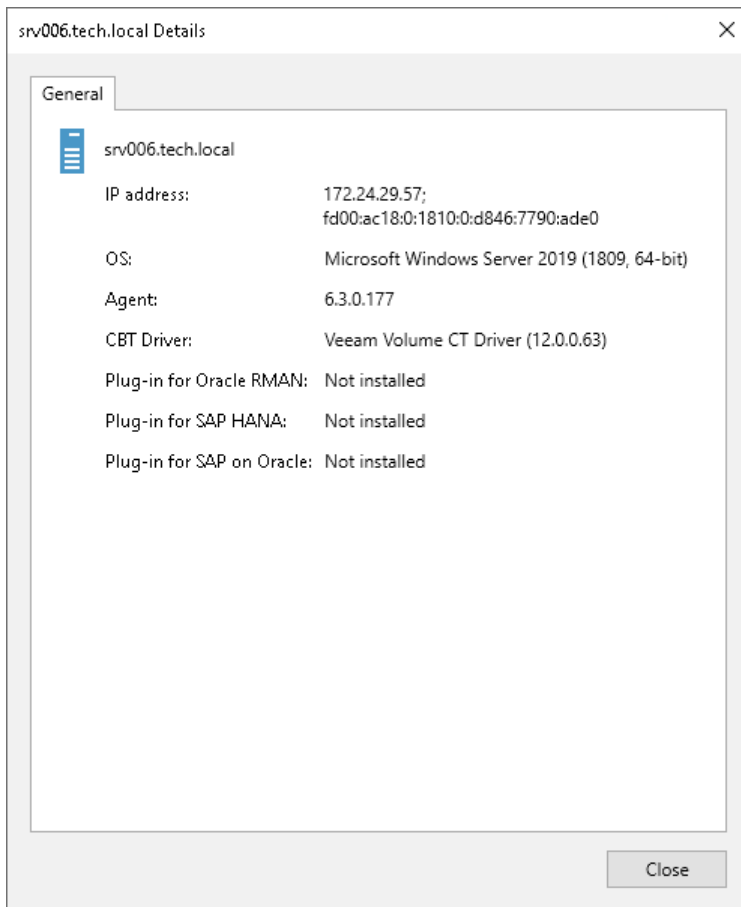 srv006.tech.local Details
General
srv006.tech.local
IP address: 172.24.29.57;
fd00:ac18:0:1810:0:d846:7790:ade0
OS: Microsoft Windows Server 2019 (1809, 64-bit)
Agent: 6.3.0.177
CBT Driver: Veeam Volume CT Driver (12.0.0.63)
Plug-in for Oracle RMAN: Not installed
Plug-in for SAP HANA: Not installed
Plug-in for SAP on Oracle: Not installed
Close